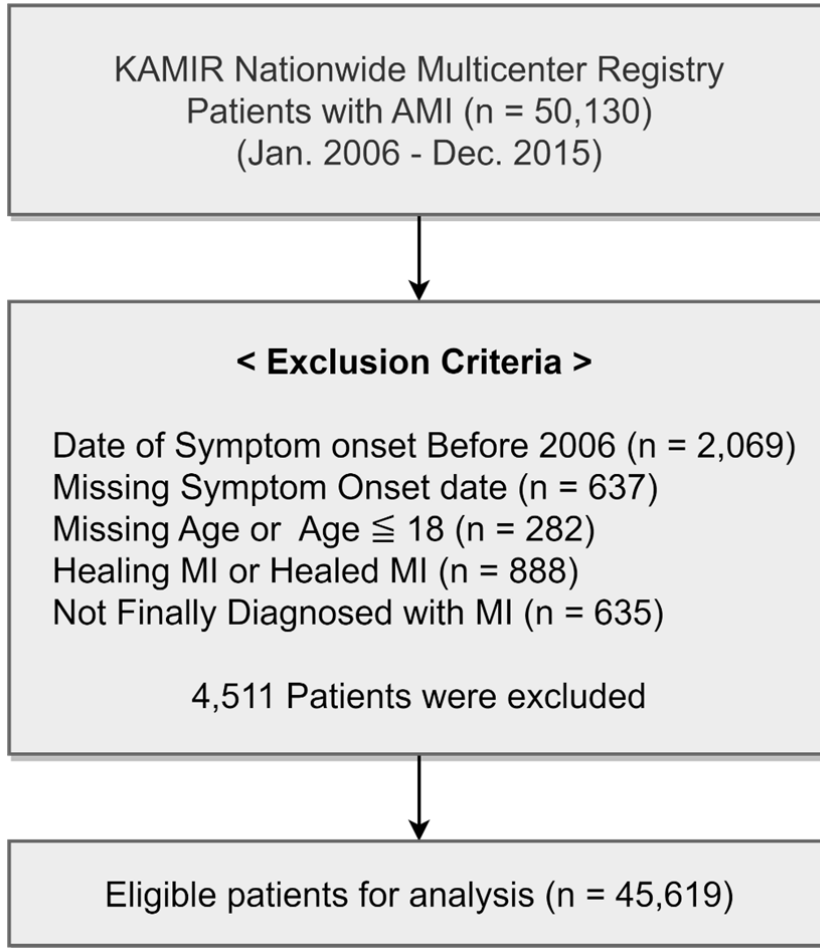 KAMIR Nationwide Multicenter Registry
Patients with AMI (n = 50,130)
(Jan. 2006 - Dec. 2015)
< Exclusion Criteria >
Date of Symptom onset Before 2006 (n = 2,069)
Missing Symptom Onset date (n = 637)
Missing Age or Age ≦ 18 (n = 282)
Healing MI or Healed MI (n = 888)
Not Finally Diagnosed with MI (n = 635)
4,511 Patients were excluded
Eligible patients for analysis (n = 45,619)